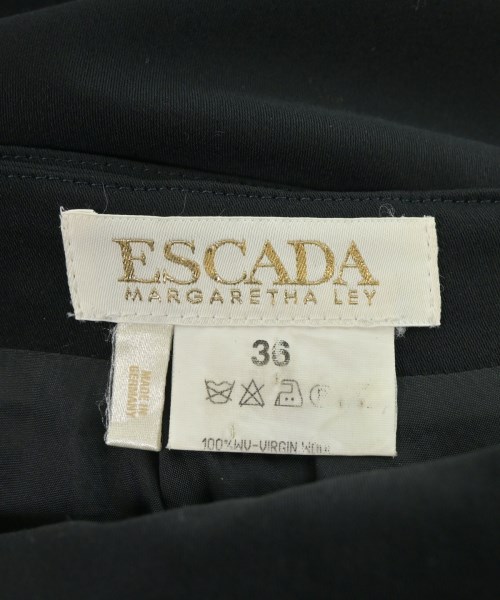 ESCADA
MARGARETHA LEY
MADE IN
GERMANY
36
100% WV-VIRGIN WOOL